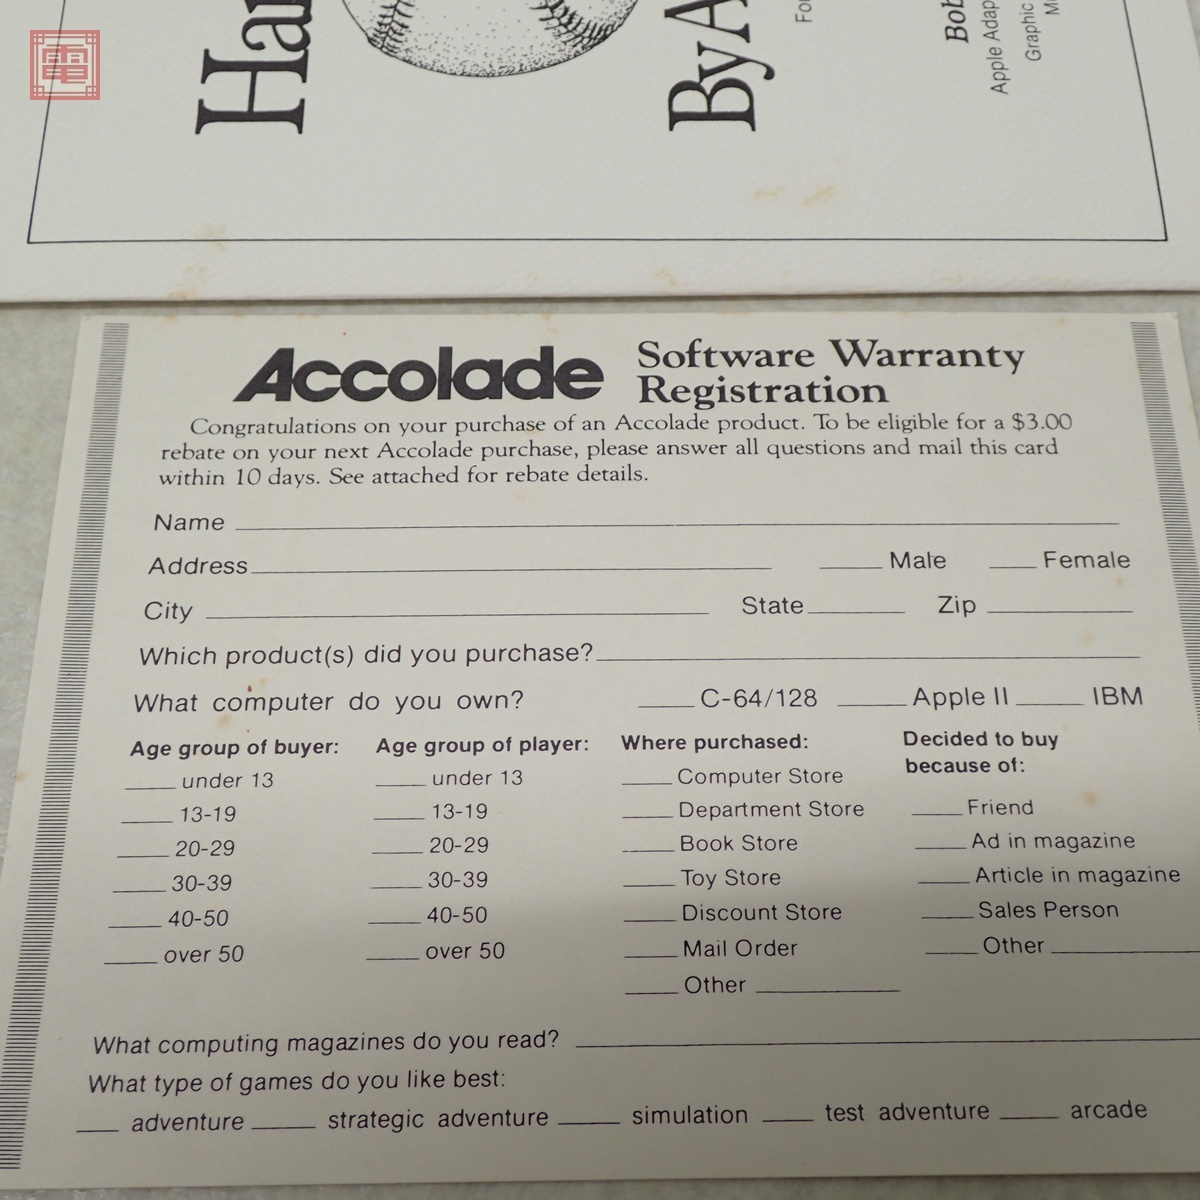 電
Ha
By A
Fo
Bob
Apple Adap
Graphic
Accolade
Software Warranty
Registration
Congratulations on your purchase of an Accolade product. To be eligible for a $3.00
rebate on your next Accolade purchase, please answer all questions and mail this card
within 10 days. See attached for rebate details.
Name
Address Male Female
City State Zip
Which product(s) did you purchase?
What computer do you own? C-64/128 Apple II IBM
Age group of buyer:
under 13
13-19
20-29
30-39
40-50
over 50
Age group of player:
under 13
13-19
20-29
30-39
40-50
over 50
Where purchased:
Computer Store
Department Store
Book Store
Toy Store
Discount Store
Mail Order
Other
Decided to buy
because of:
Friend
Ad in magazine
Article in magazine
Sales Person
Other
What computing magazines do you read?
What type of games do you like best:
adventure strategic adventure simulation test adventure arcade